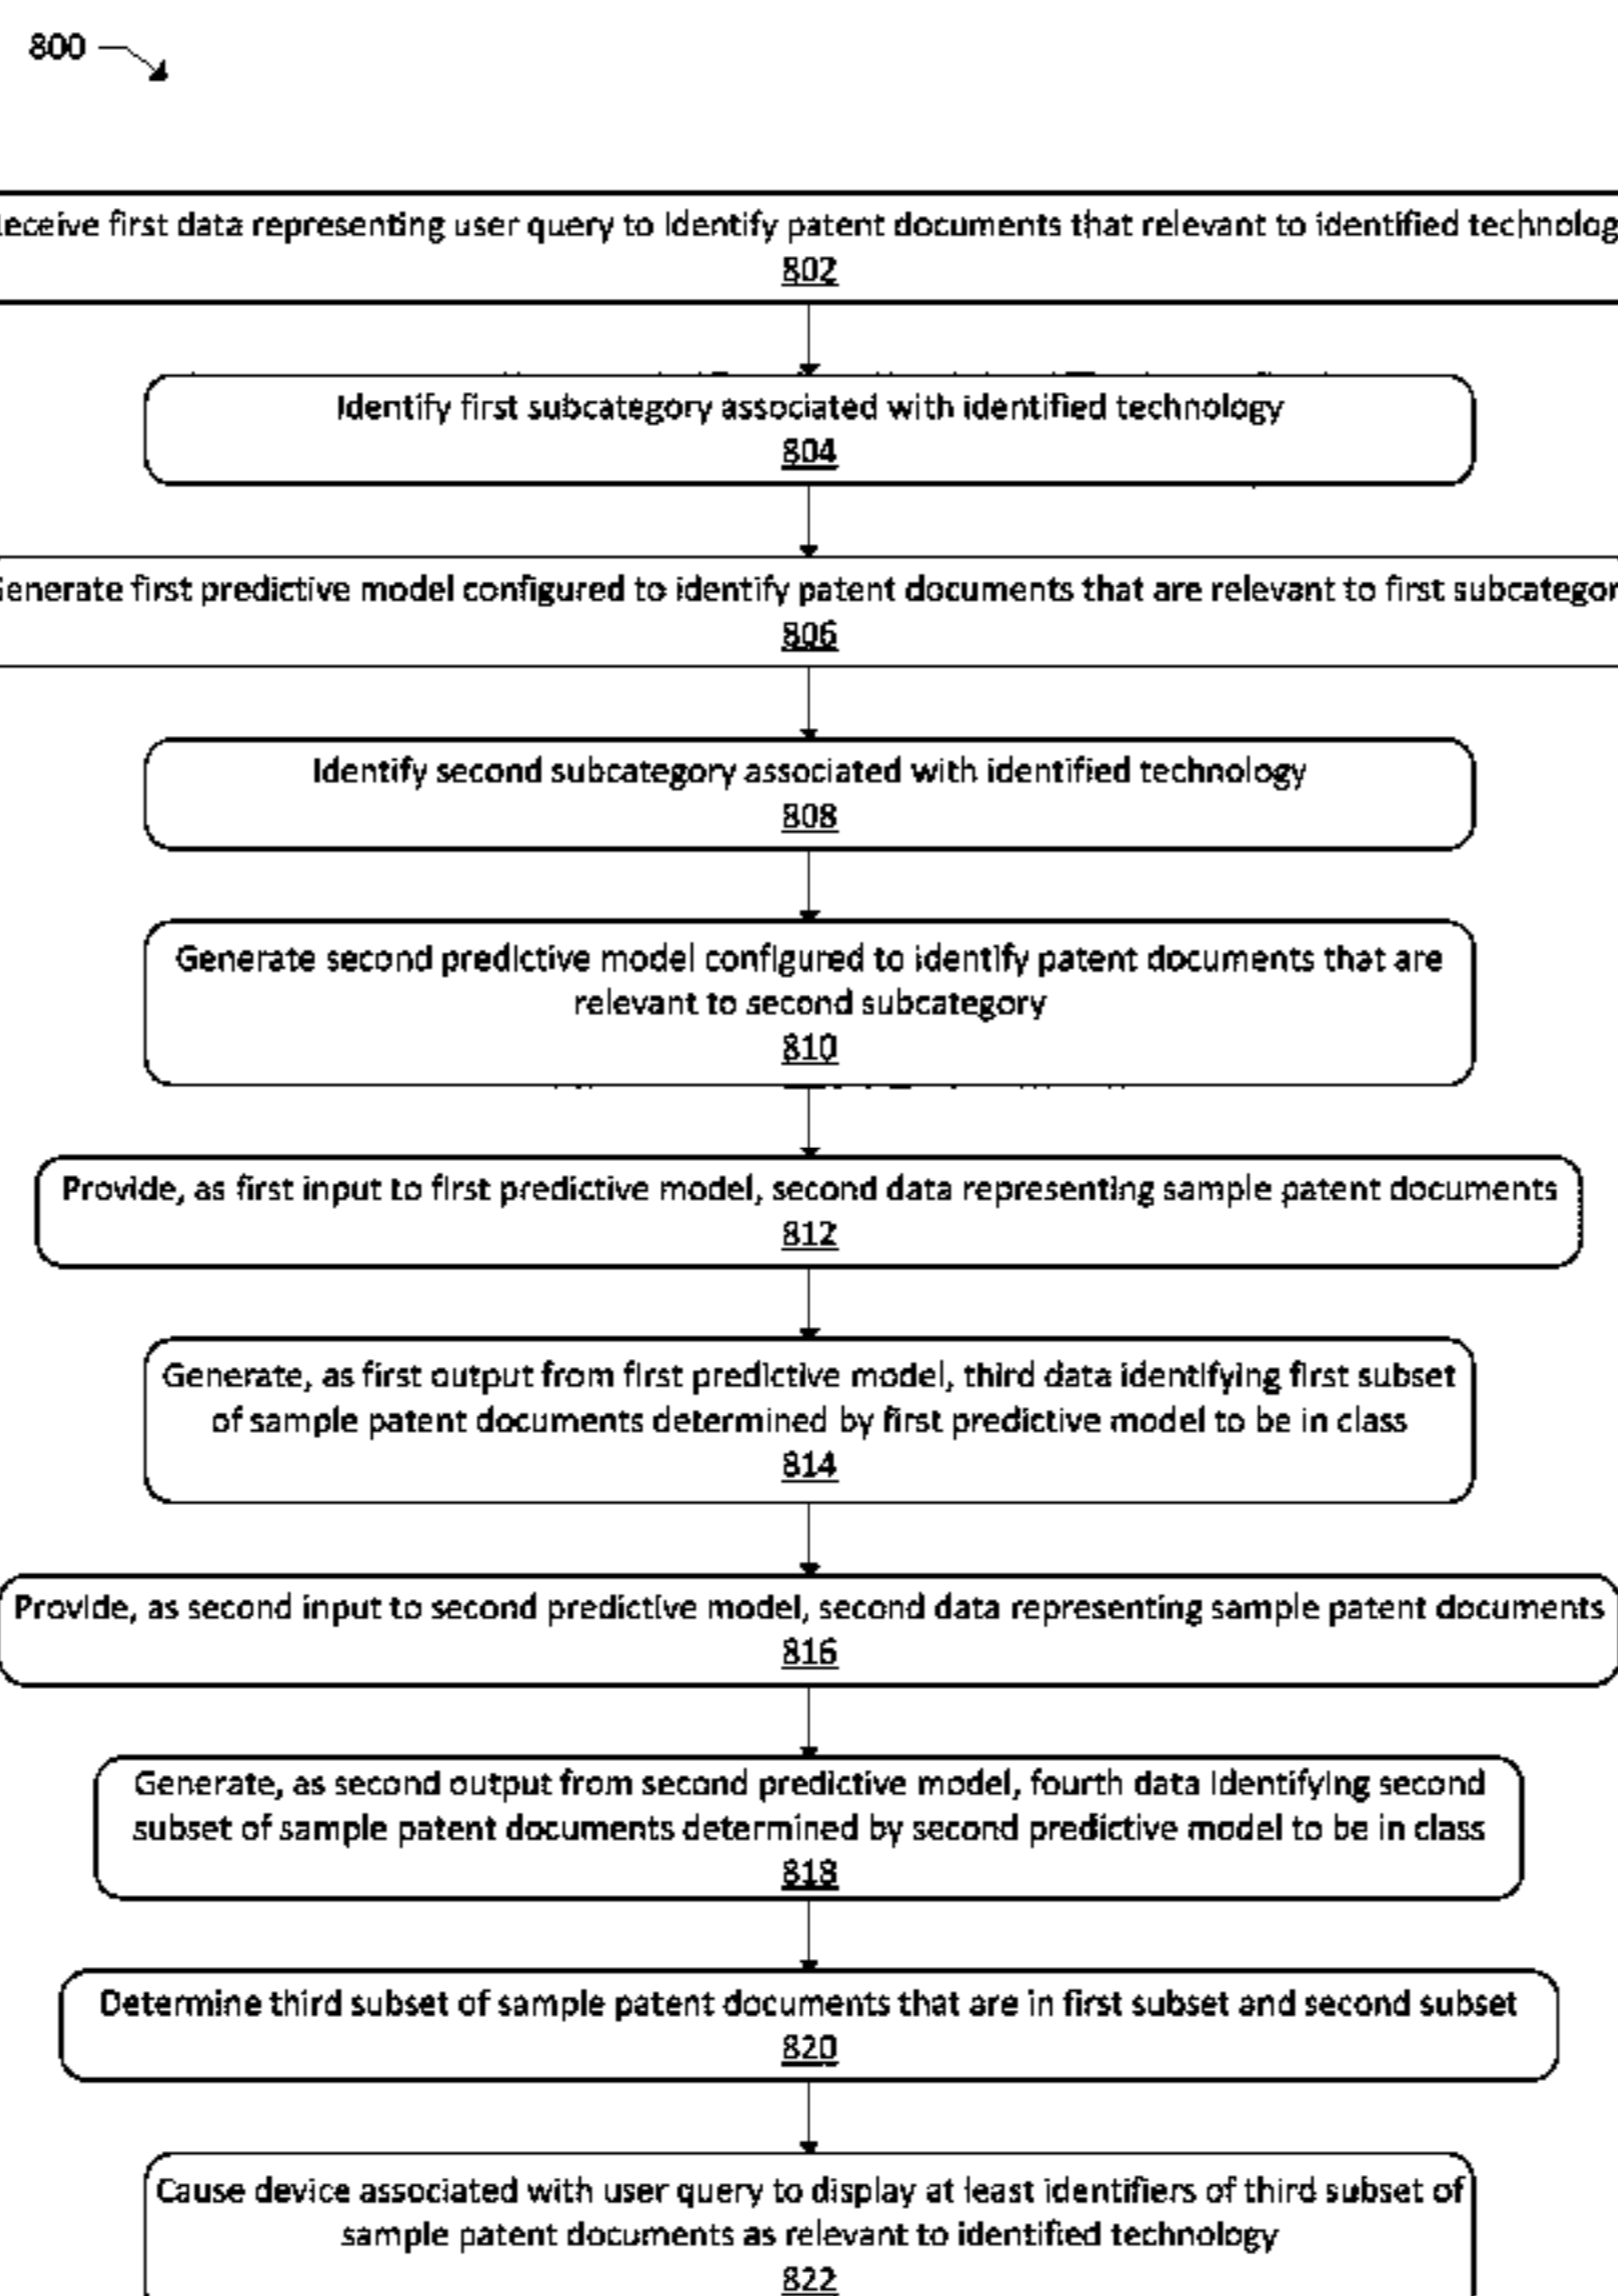 800
eceive first data representing user query to Identify patent documents that relevant to identified technolog
802
Identify first subcategory associated with identified technology
804
enerate first predictive model configured to identify patent documents that are relevant to first subcategor
806
Identify second subcategory associated with identified technology
808
Generate second predictive model configured to identify patent documents that are
relevant to second subcategory
810
Provide, as first input to first predictive model, second data representing sample patent documents
812
Generate, as first output from first predictive model, third data identifying first subset
of sample patent documents determined by first predictive model to be in class
814
Provide, as second input to second predictive model, second data representing sample patent documents
816
Generate, as second output from second predictive model, fourth data identifying second
subset of sample patent documents determined by second predictive model to be in class
818
Determine third subset of sample patent documents that are in first subset and second subset
820
Cause device associated with user query to display at least identifiers of third subset of
sample patent documents as relevant to identified technology
822